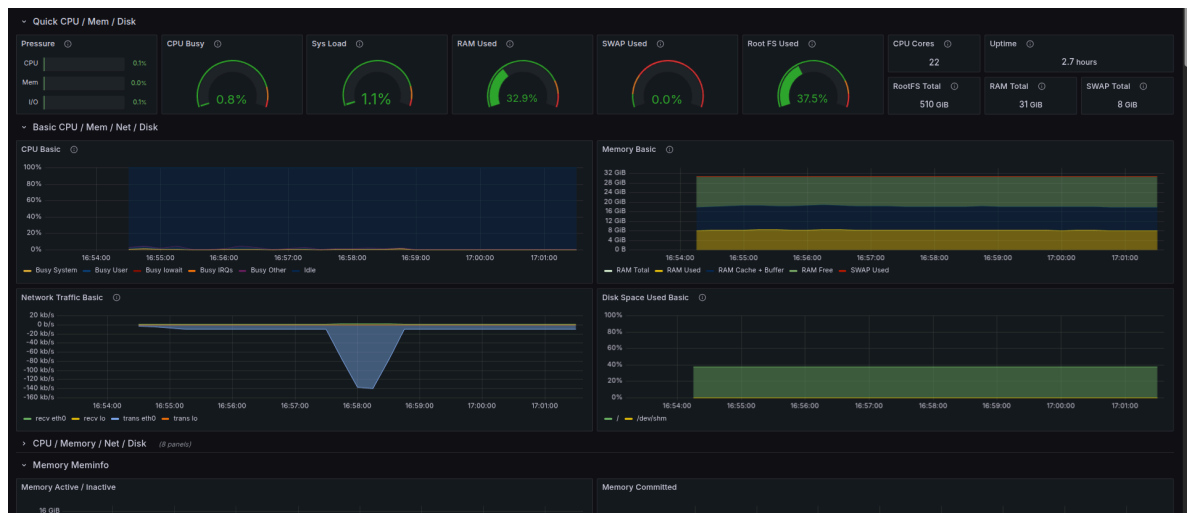 Quick CPU / Mem / Disk
Pressure
CPU 0.1%
Mem 0.0%
I/O 0.1%
CPU Busy
0.8%
Sys Load
1.1%
RAM Used
32.9%
SWAP Used
0.0%
Root FS Used
37.5%
CPU Cores
22
Uptime
2.7 hours
RootFS Total
510 GiB
RAM Total
31 GiB
SWAP Total
8 GiB
Basic CPU / Mem / Net / Disk
CPU Basic
100%
80%
60%
40%
20%
0%
16:54:00 16:55:00 16:56:00 16:57:00 16:58:00 16:59:00 17:00:00 17:01:00
Busy System Busy User Busy Iowait Busy IRQs Busy Other Idle
Memory Basic
32 GiB
28 GiB
24 GiB
20 GiB
16 GiB
12 GiB
8 GiB
4 GiB
0 B
16:54:00 16:55:00 16:56:00 16:57:00 16:58:00 16:59:00 17:00:00 17:01:00
RAM Total RAM Used RAM Cache + Buffer RAM Free SWAP Used
Network Traffic Basic
20 kb/s
0 b/s
-20 kb/s
-40 kb/s
-60 kb/s
-80 kb/s
-100 kb/s
-120 kb/s
-140 kb/s
-160 kb/s
16:54:00 16:55:00 16:56:00 16:57:00 16:58:00 16:59:00 17:00:00 17:01:00
recv eth0 recv lo trans eth0 trans lo
Disk Space Used Basic
100%
80%
60%
40%
20%
0%
16:54:00 16:55:00 16:56:00 16:57:00 16:58:00 16:59:00 17:00:00 17:01:00
/ /dev/shm
CPU / Memory / Net / Disk (8 panels)
Memory Meminfo
Memory Active / Inactive
16 GiB
Memory Committed